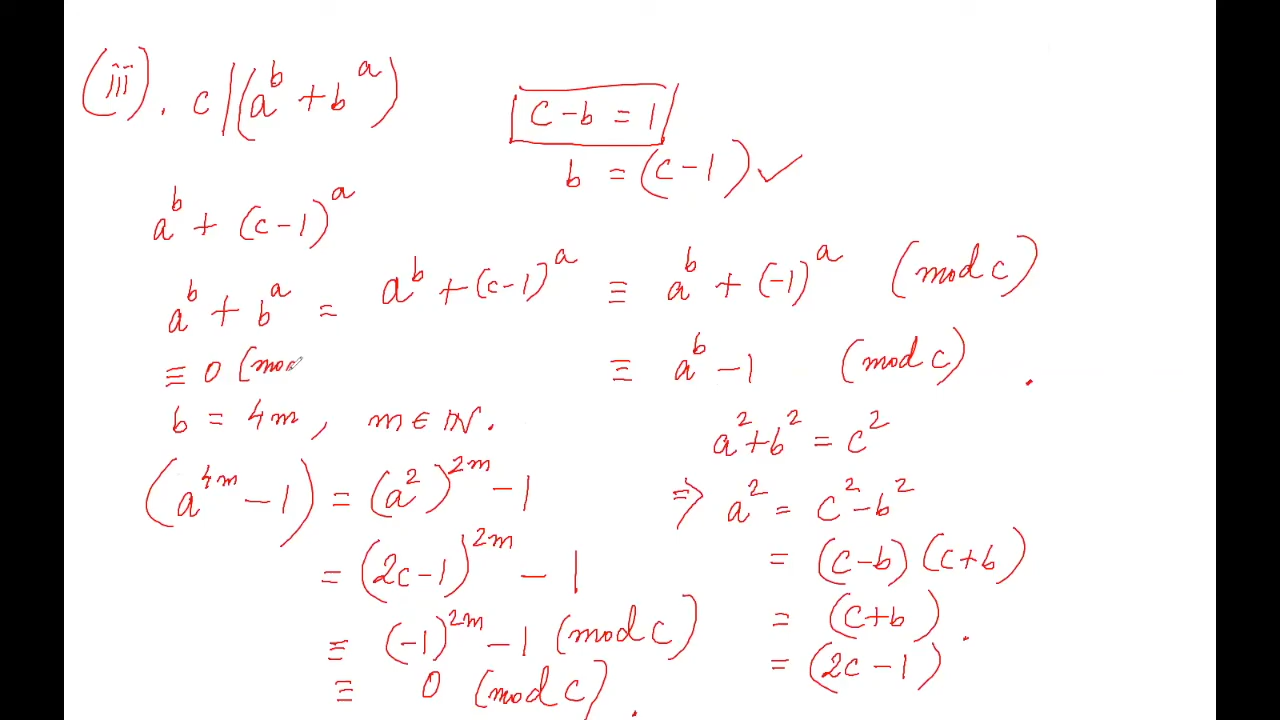 (iii). c | (a^b + b^a)
C - b = 1
b = (c - 1) ✓
a^b + (c - 1)^a
a^b + b^a = a^b + (c - 1)^a ≡ a^b + (-1)^a (mod c)
≡ 0 (mod
≡ a^b - 1 (mod c).
b = 4m, m ∈ ℕ.
(a^{4m} - 1) = (a^2)^{2m} - 1
= (2c - 1)^{2m} - 1
≡ (-1)^{2m} - 1 (mod c)
≡ 0 (mod c).
a^2 + b^2 = c^2
⇒ a^2 = c^2 - b^2
= (c - b)(c + b)
= (c + b).
= (2c - 1)